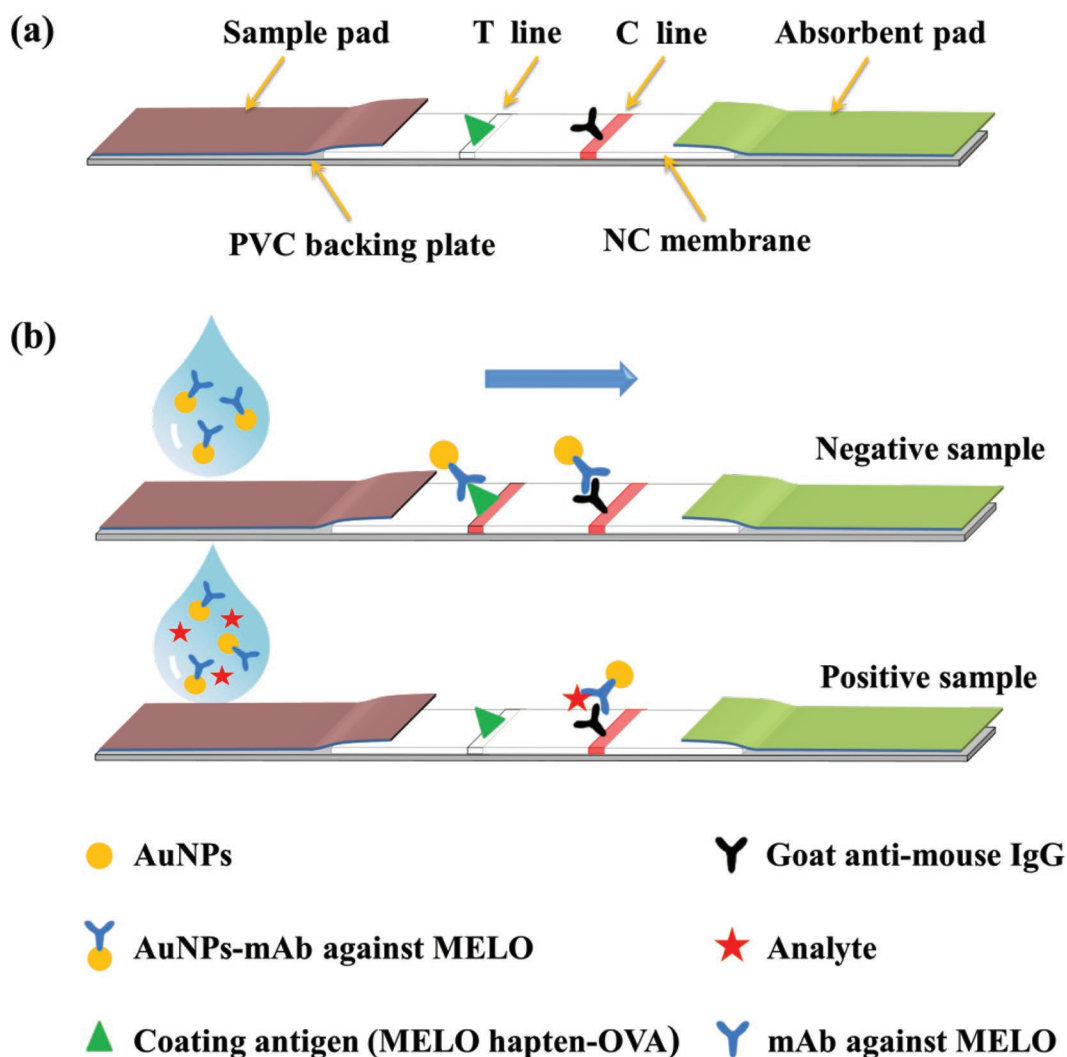 (a)
Sample pad
T line
C line
Absorbent pad
PVC backing plate
NC membrane
(b)
Negative sample
Positive sample
AuNPs
Goat anti-mouse IgG
AuNPs-mAb against MELO
Analyte
Coating antigen (MELO hapten-OVA)
mAb against MELO